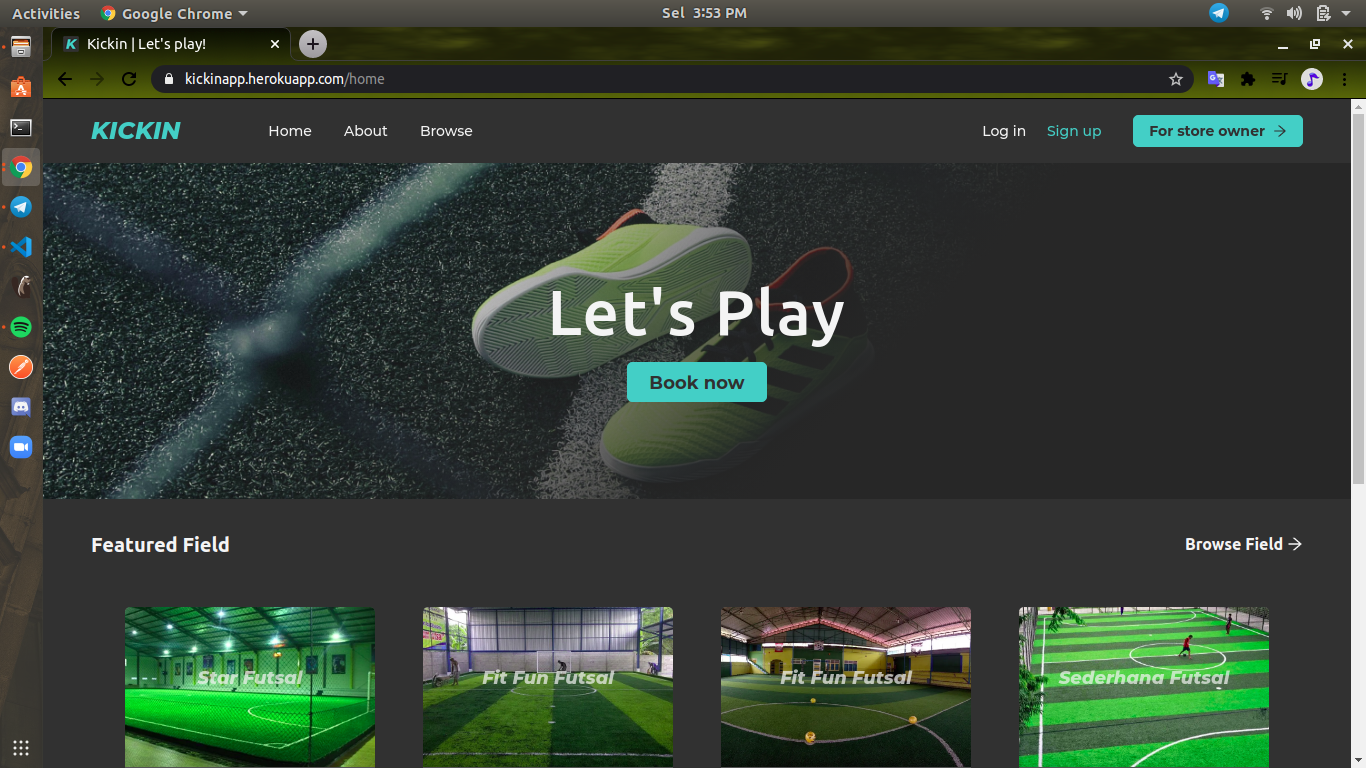 Activities Google Chrome Sel 3:53 PM
K Kickin | Let's play!
kickinapp.herokuapp.com/home
KICKIN Home About Browse Log in Sign up For store owner →
Let's Play
Book now
Featured Field Browse Field →
Star Futsal Fit Fun Futsal Fit Fun Futsal Sederhana Futsal